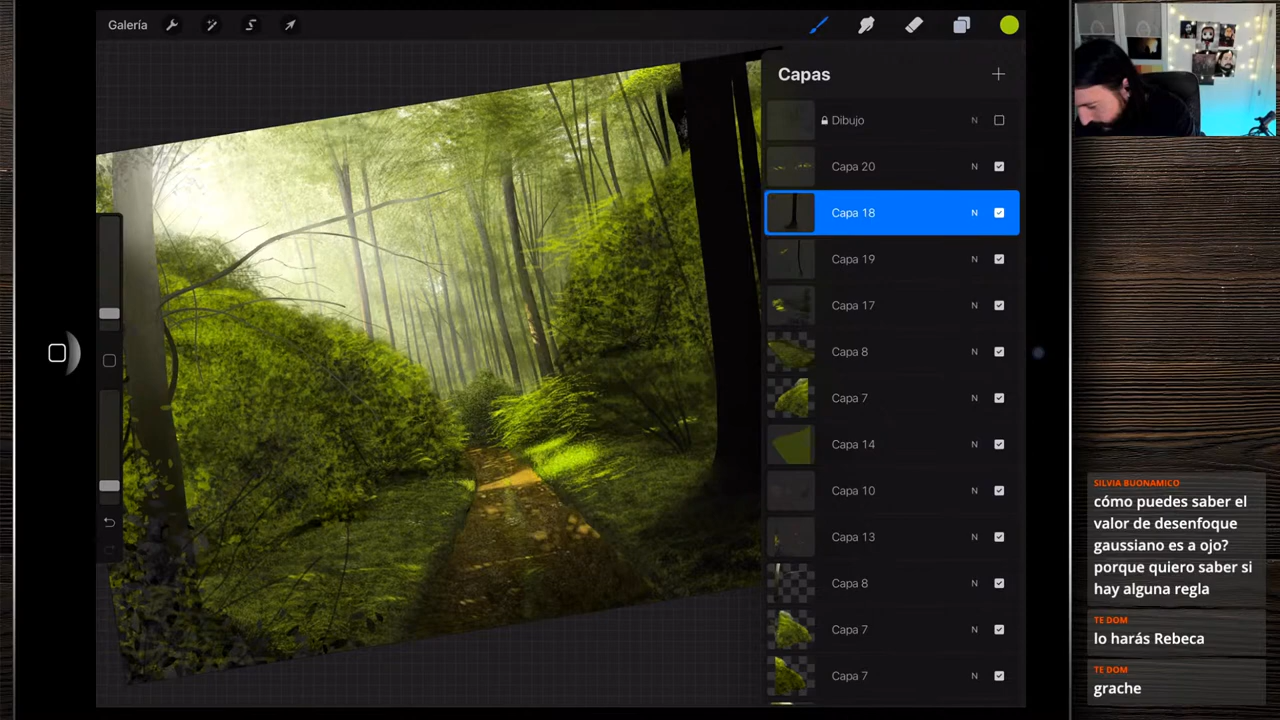 Galería
Capas
Dibujo N
Capa 20 N
Capa 18 N
Capa 19 N
Capa 17 N
Capa 8 N
Capa 7 N
Capa 14 N
Capa 10 N
Capa 13 N
Capa 8 N
Capa 7 N
Capa 7 N
SILVIA BUONAMICO
cómo puedes saber el
valor de desenfoque
gaussiano es a ojo?
porque quiero saber si
hay alguna regla
TE DOM
lo harás Rebeca
TE DOM
grache